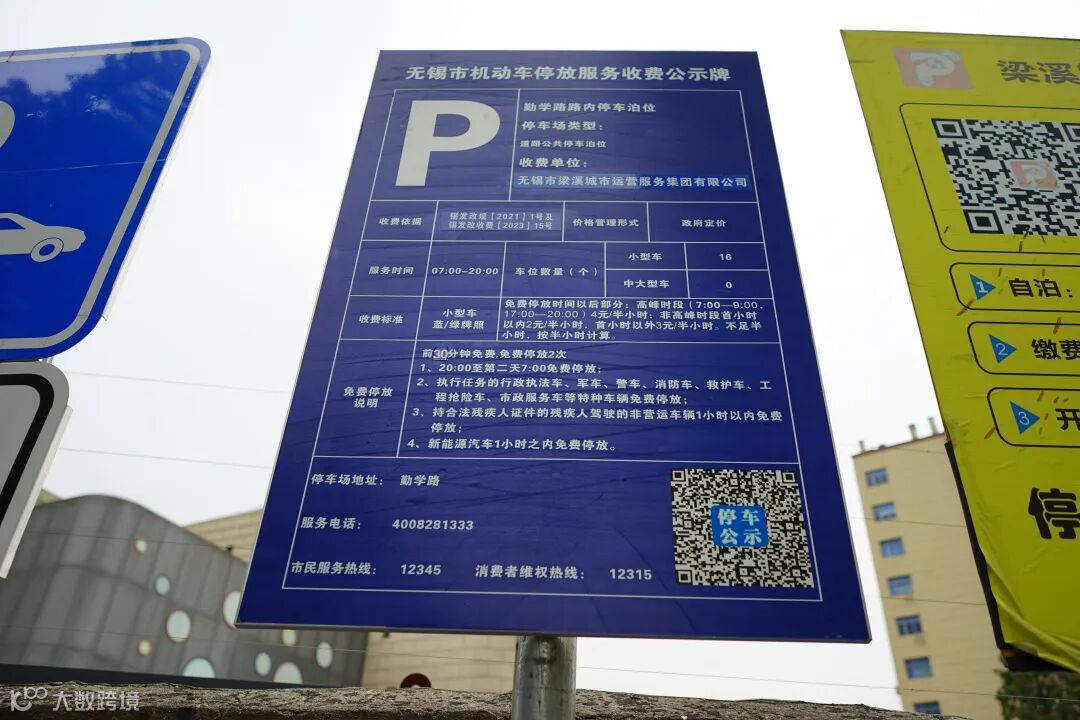 无锡市机动车停放服务收费公示牌
P
勤学路路内停车泊位
停车场类型：
道路公共停车泊位
收费单位：
无锡市梁溪城市运营服务集团有限公司
收费依据
锡发改规【2021】1号及
锡发改收费【2023】15号
价格管理形式
政府定价
服务时间
07:00-20:00
车位数量（个）
小型车
16
中大型车
0
收费标准
小型车
蓝/绿牌照
免费停放时间以后部分：高峰时段（7:00—9:00，
17:00—20:00）4元/半小时；非高峰时段首小时
以内2元/半小时，首小时以外3元/半小时。不足半
小时，按半小时计算。
免费停放
说明
前30分钟免费,免费停放2次
1、20:00至第二天7:00免费停放；
2、执行任务的行政执法车、军车、警车、消防车、救护车、工
程抢险车、市政服务车等特种车辆免费停放；
3、持合法残疾人证件的残疾人驾驶的非营运车辆1小时以内免费
停放；
4、新能源汽车1小时之内免费停放。
停车场地址： 勤学路
服务电话： 4008281333
市民服务热线： 12345 消费者维权热线： 12315
停车
公示
梁溪
1 自泊：
2 缴费
3 开
停
大数跨境